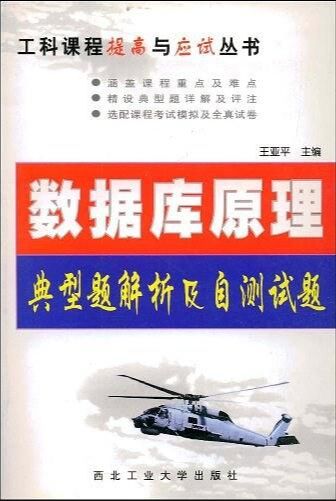 工科课程提高与应试丛书
● 涵盖课程重点及难点
● 精设典型题详解及评注
● 选配课程考试模拟及全真试卷
王亚平 主编
数据库原理
典型题解析及自测试题
西北工业大学出版社